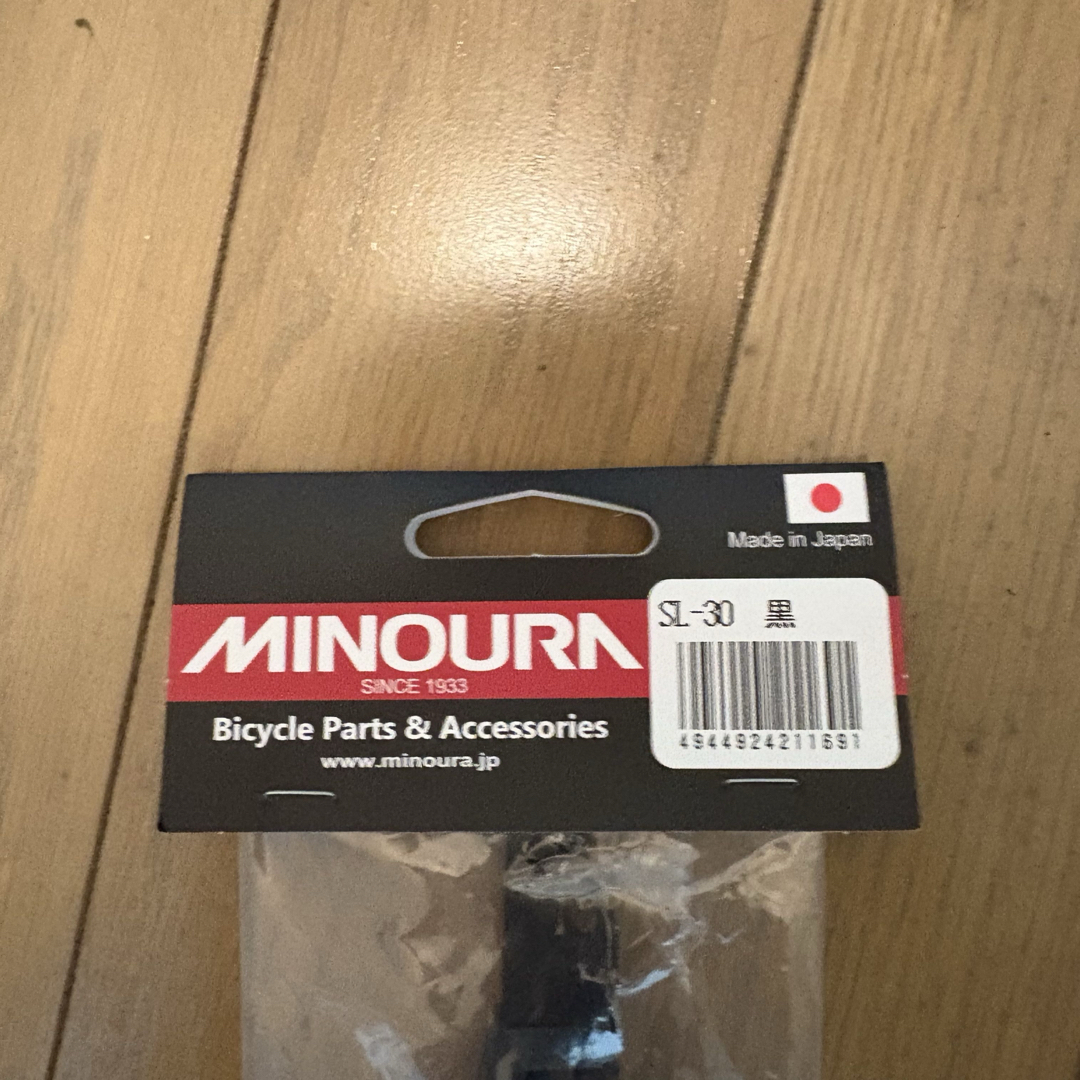 Made in Japan
MINOURA
SINCE 1933
Bicycle Parts & Accessories
www.minoura.jp
SL-30 黒
4944924211691